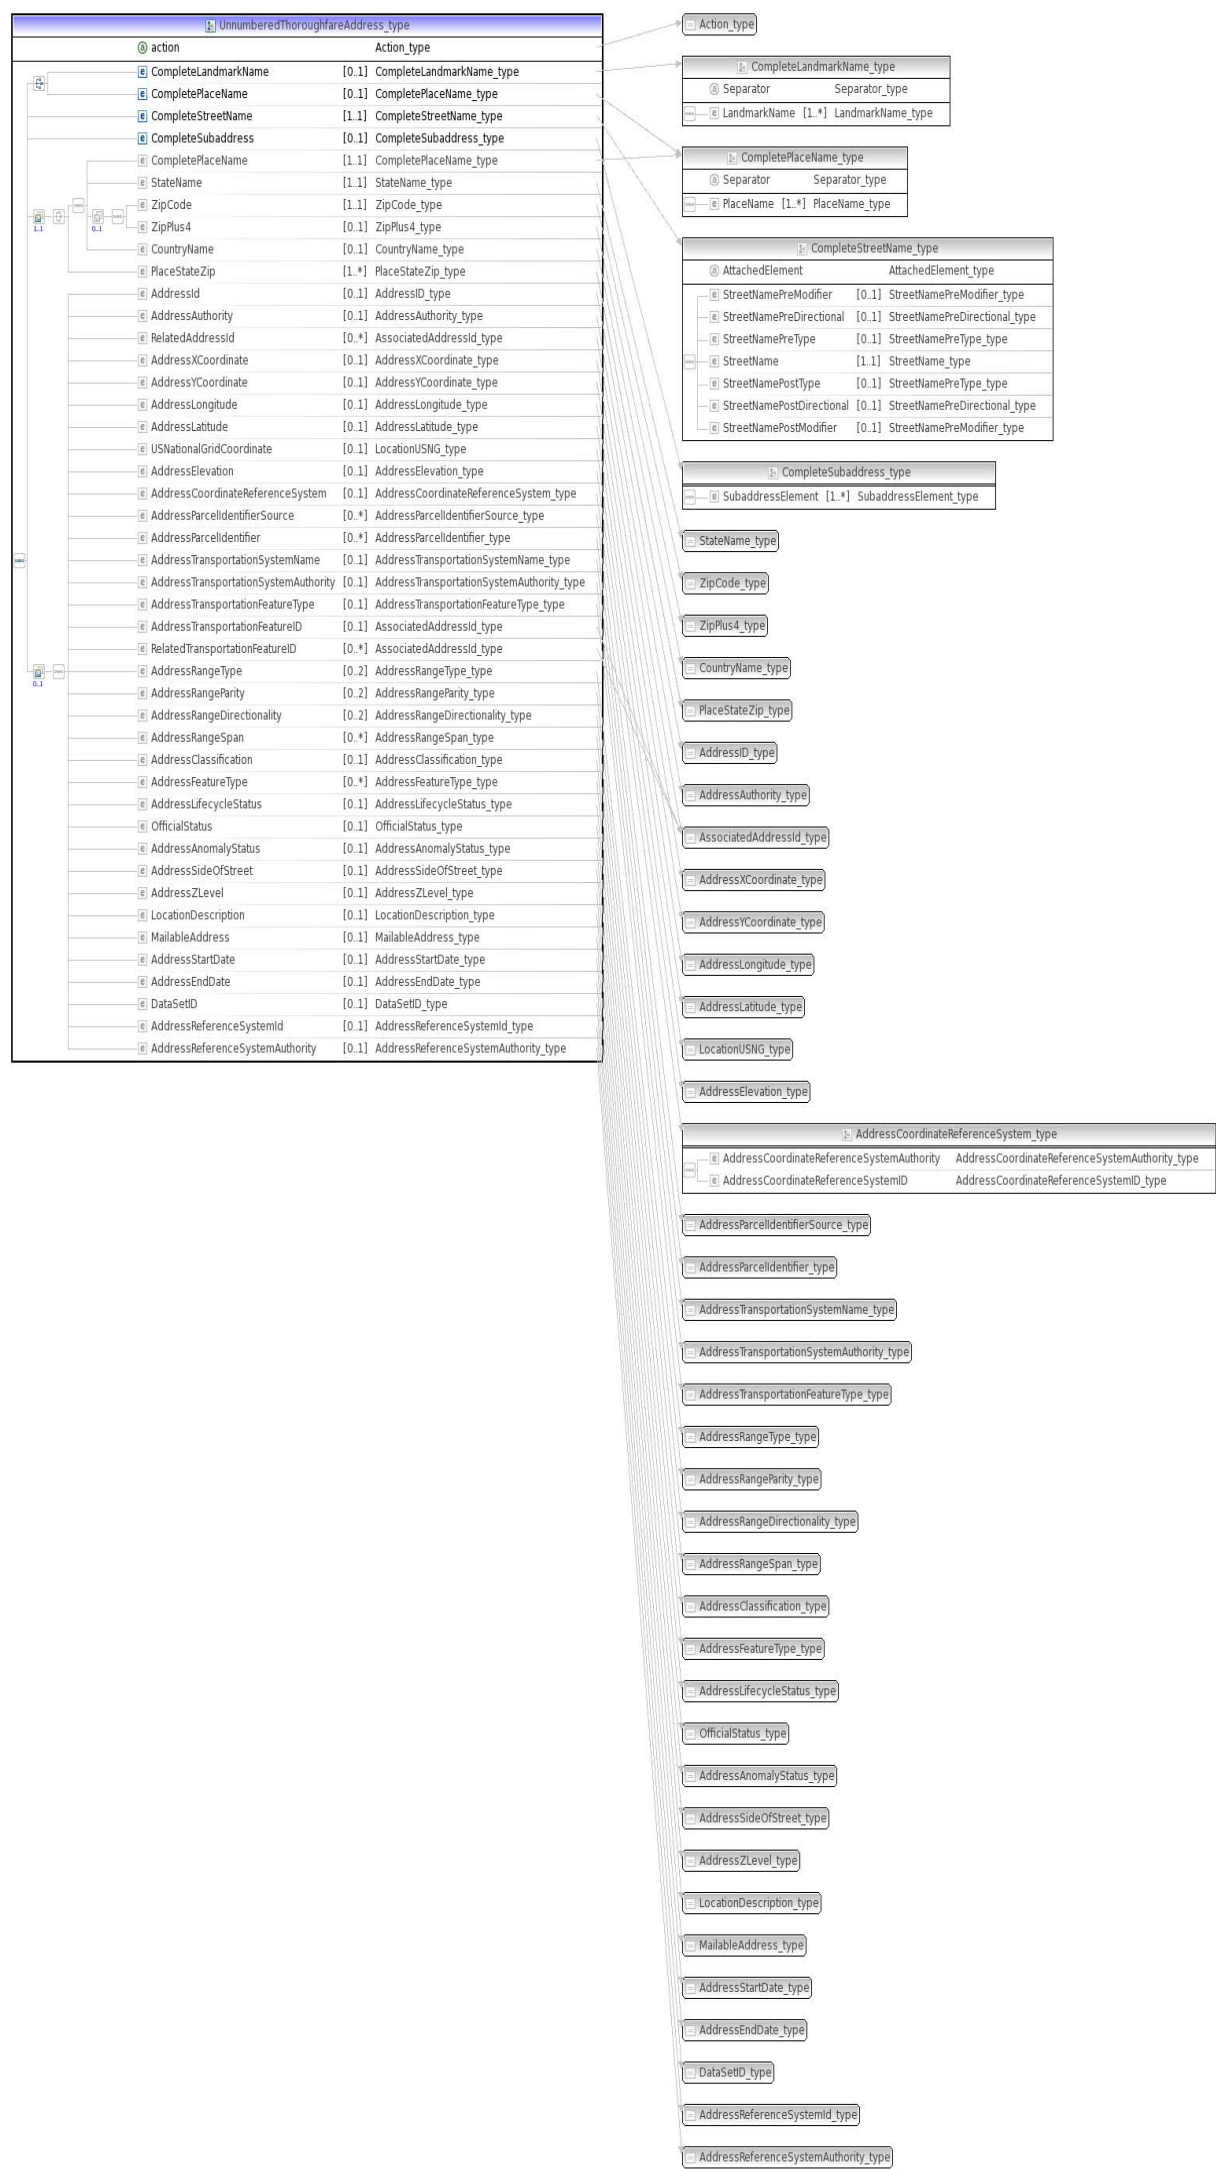 UnnumberedThoroughfareAddress_type
action Action_type
CompleteLandmarkName [0..1] CompleteLandmarkName_type
CompletePlaceName [0..1] CompletePlaceName_type
CompleteStreetName [1..1] CompleteStreetName_type
CompleteSubaddress [0..1] CompleteSubaddress_type
CompletePlaceName [1..1] CompletePlaceName_type
StateName [1..1] StateName_type
ZipCode [1..1] ZipCode_type
1..1 0..1
ZipPlus4 [0..1] ZipPlus4_type
CountryName [0..1] CountryName_type
PlaceStateZip [1..*] PlaceStateZip_type
AddressId [0..1] AddressID_type
AddressAuthority [0..1] AddressAuthority_type
RelatedAddressId [0..*] AssociatedAddressId_type
AddressXCoordinate [0..1] AddressXCoordinate_type
AddressYCoordinate [0..1] AddressYCoordinate_type
AddressLongitude [0..1] AddressLongitude_type
AddressLatitude [0..1] AddressLatitude_type
USNationalGridCoordinate [0..1] LocationUSNG_type
AddressElevation [0..1] AddressElevation_type
AddressCoordinateReferenceSystem [0..1] AddressCoordinateReferenceSystem_type
AddressParcelIdentifierSource [0..*] AddressParcelIdentifierSource_type
AddressParcelIdentifier [0..*] AddressParcelIdentifier_type
AddressTransportationSystemName [0..1] AddressTransportationSystemName_type
AddressTransportationSystemAuthority [0..1] AddressTransportationSystemAuthority_type
AddressTransportationFeatureType [0..1] AddressTransportationFeatureType_type
AddressTransportationFeatureID [0..1] AssociatedAddressId_type
RelatedTransportationFeatureID [0..*] AssociatedAddressId_type
AddressRangeType [0..2] AddressRangeType_type
0..1
AddressRangeParity [0..2] AddressRangeParity_type
AddressRangeDirectionality [0..2] AddressRangeDirectionality_type
AddressRangeSpan [0..*] AddressRangeSpan_type
AddressClassification [0..1] AddressClassification_type
AddressFeatureType [0..*] AddressFeatureType_type
AddressLifecycleStatus [0..1] AddressLifecycleStatus_type
OfficialStatus [0..1] OfficialStatus_type
AddressAnomalyStatus [0..1] AddressAnomalyStatus_type
AddressSideOfStreet [0..1] AddressSideOfStreet_type
AddressZLevel [0..1] AddressZLevel_type
LocationDescription [0..1] LocationDescription_type
MailableAddress [0..1] MailableAddress_type
AddressStartDate [0..1] AddressStartDate_type
AddressEndDate [0..1] AddressEndDate_type
DataSetID [0..1] DataSetID_type
AddressReferenceSystemId [0..1] AddressReferenceSystemId_type
AddressReferenceSystemAuthority [0..1] AddressReferenceSystemAuthority_type
Action_type
CompleteLandmarkName_type
Separator Separator_type
LandmarkName [1..*] LandmarkName_type
CompletePlaceName_type
Separator Separator_type
PlaceName [1..*] PlaceName_type
CompleteStreetName_type
AttachedElement AttachedElement_type
StreetNamePreModifier [0..1] StreetNamePreModifier_type
StreetNamePreDirectional [0..1] StreetNamePreDirectional_type
StreetNamePreType [0..1] StreetNamePreType_type
StreetName [1..1] StreetName_type
StreetNamePostType [0..1] StreetNamePreType_type
StreetNamePostDirectional [0..1] StreetNamePreDirectional_type
StreetNamePostModifier [0..1] StreetNamePreModifier_type
CompleteSubaddress_type
SubaddressElement [1..*] SubaddressElement_type
StateName_type
ZipCode_type
ZipPlus4_type
CountryName_type
PlaceStateZip_type
AddressID_type
AddressAuthority_type
AssociatedAddressId_type
AddressXCoordinate_type
AddressYCoordinate_type
AddressLongitude_type
AddressLatitude_type
LocationUSNG_type
AddressElevation_type
AddressCoordinateReferenceSystem_type
AddressCoordinateReferenceSystemAuthority AddressCoordinateReferenceSystemAuthority_type
AddressCoordinateReferenceSystemID AddressCoordinateReferenceSystemID_type
AddressParcelIdentifierSource_type
AddressParcelIdentifier_type
AddressTransportationSystemName_type
AddressTransportationSystemAuthority_type
AddressTransportationFeatureType_type
AddressRangeType_type
AddressRangeParity_type
AddressRangeDirectionality_type
AddressRangeSpan_type
AddressClassification_type
AddressFeatureType_type
AddressLifecycleStatus_type
OfficialStatus_type
AddressAnomalyStatus_type
AddressSideOfStreet_type
AddressZLevel_type
LocationDescription_type
MailableAddress_type
AddressStartDate_type
AddressEndDate_type
DataSetID_type
AddressReferenceSystemId_type
AddressReferenceSystemAuthority_type